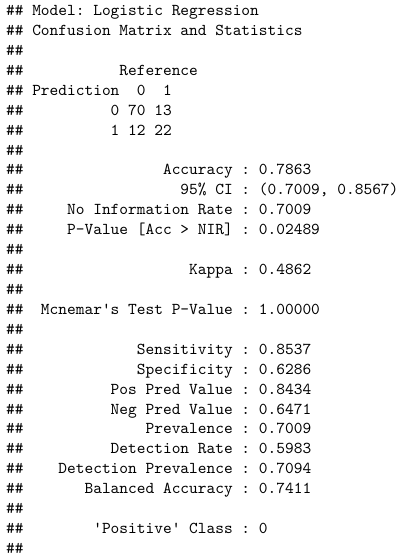 ## Model: Logistic Regression
## Confusion Matrix and Statistics
##
##           Reference
## Prediction  0  1
##          0 70 13
##          1 12 22
##
##                Accuracy : 0.7863
##                  95% CI : (0.7009, 0.8567)
##     No Information Rate : 0.7009
##     P-Value [Acc > NIR] : 0.02489
##
##                   Kappa : 0.4862
##
##  Mcnemar's Test P-Value : 1.00000
##
##             Sensitivity : 0.8537
##             Specificity : 0.6286
##          Pos Pred Value : 0.8434
##          Neg Pred Value : 0.6471
##              Prevalence : 0.7009
##          Detection Rate : 0.5983
##    Detection Prevalence : 0.7094
##       Balanced Accuracy : 0.7411
##
##        'Positive' Class : 0
##